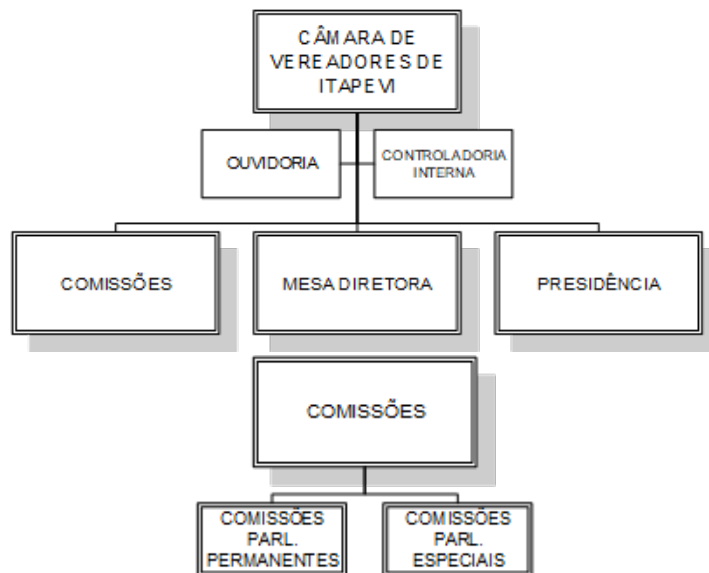 CÂMARA DE
VEREADORES DE
ITAPEVI
OUVIDORIA
CONTROLADORIA
INTERNA
COMISSÕES
MESA DIRETORA
PRESIDÊNCIA
COMISSÕES
COMISSÕES
PARL.
PERMANENTES
COMISSÕES
PARL.
ESPECIAIS